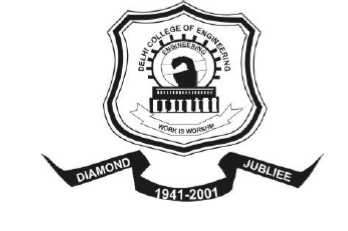 DELHI COLLEGE OF ENGINEERING
ENGINEERING
WORK IS WORSHIP
DIAMOND JUBLIEE
1941-2001